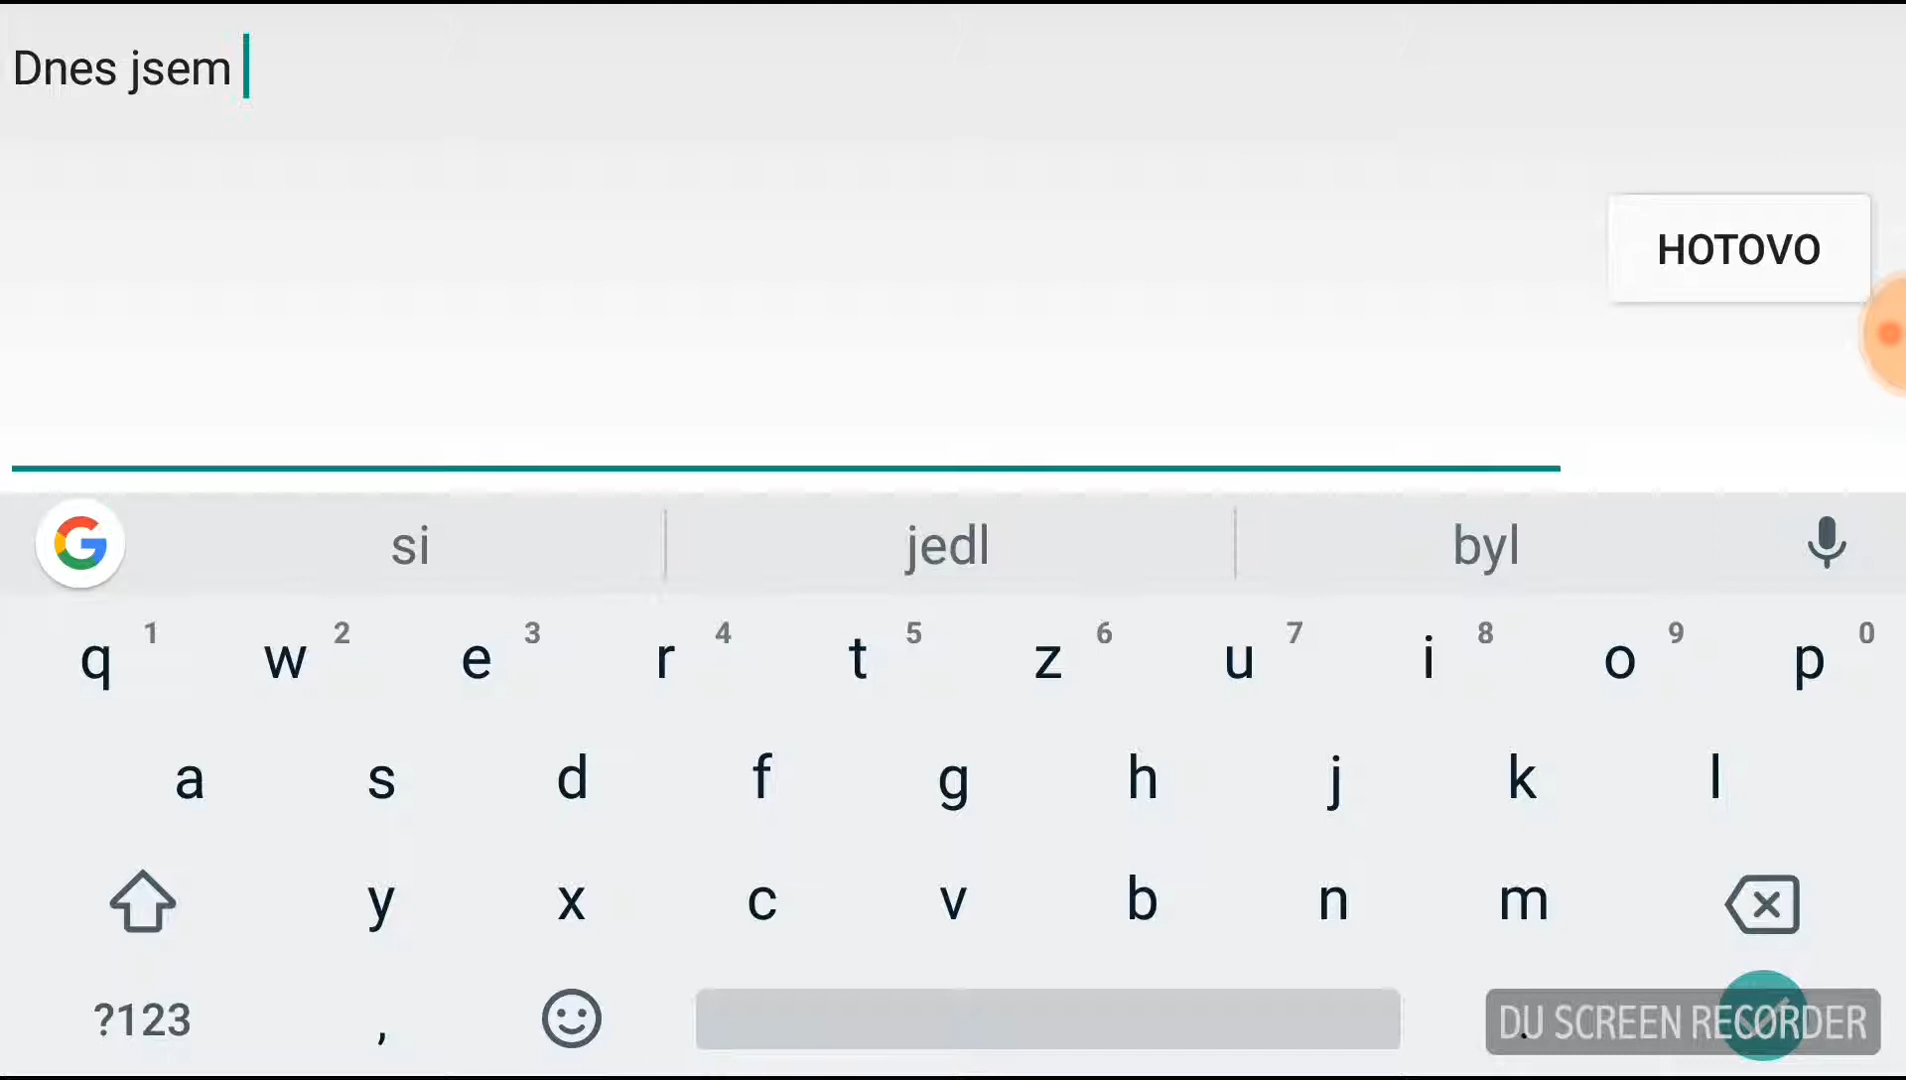 Dnes jsem
HOTOVO
si jedl byl
q 1 w 2 e 3 r 4 t 5 z 6 u 7 i 8 o 9 p 0
a s d f g h j k l
y x c v b n m
?123 , . DU SCREEN RECORDER